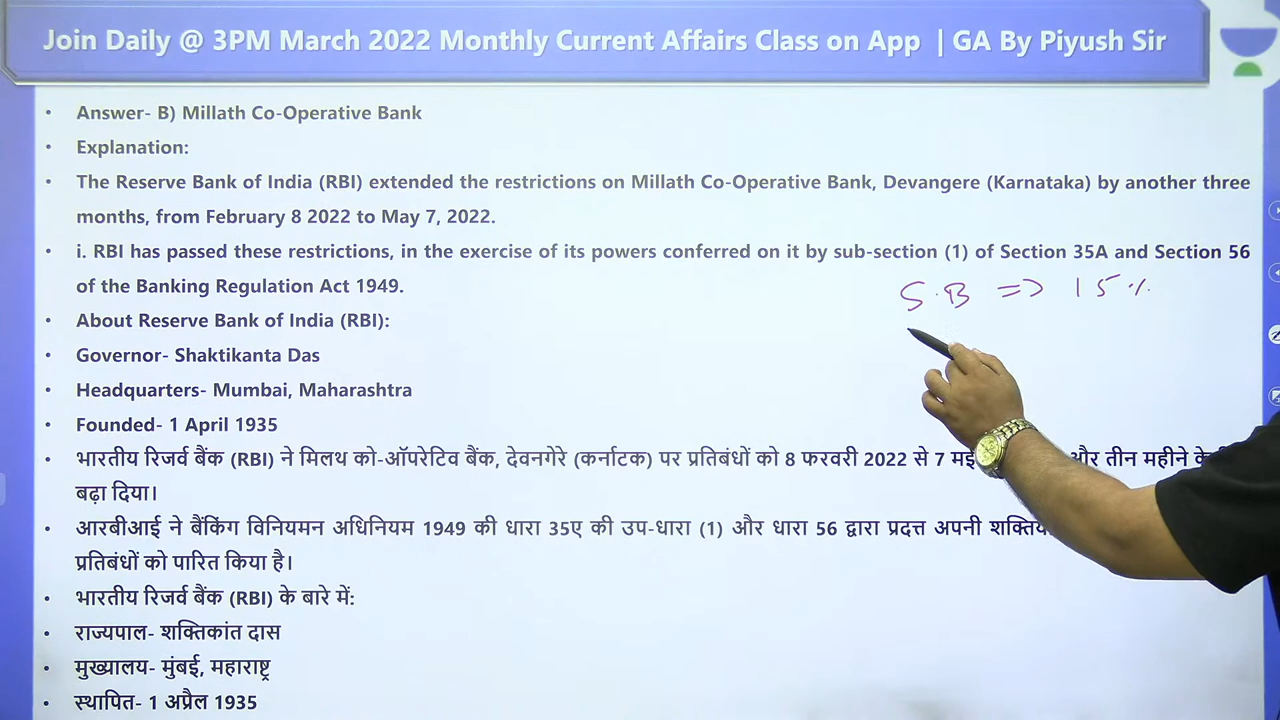 Join Daily @ 3PM March 2022 Monthly Current Affairs Class on App | GA By Piyush Sir
• Answer- B) Millath Co-Operative Bank
• Explanation:
• The Reserve Bank of India (RBI) extended the restrictions on Millath Co-Operative Bank, Devangere (Karnataka) by another three
months, from February 8 2022 to May 7, 2022.
• i. RBI has passed these restrictions, in the exercise of its powers conferred on it by sub-section (1) of Section 35A and Section 56
of the Banking Regulation Act 1949.
S.B => 15%
• About Reserve Bank of India (RBI):
• Governor- Shaktikanta Das
• Headquarters- Mumbai, Maharashtra
• Founded- 1 April 1935
• भारतीय रिजर्व बैंक (RBI) ने मिलथ को-ऑपरेटिव बैंक, देवनगेरे (कर्नाटक) पर प्रतिबंधों को 8 फरवरी 2022 से 7 मई और तीन महीने के
बढ़ा दिया।
• आरबीआई ने बैंकिंग विनियमन अधिनियम 1949 की धारा 35ए की उप-धारा (1) और धारा 56 द्वारा प्रदत्त अपनी
प्रतिबंधों को पारित किया है।
• भारतीय रिजर्व बैंक (RBI) के बारे में:
• राज्यपाल- शक्तिकांत दास
• मुख्यालय- मुंबई, महाराष्ट्र
• स्थापित- 1 अप्रैल 1935